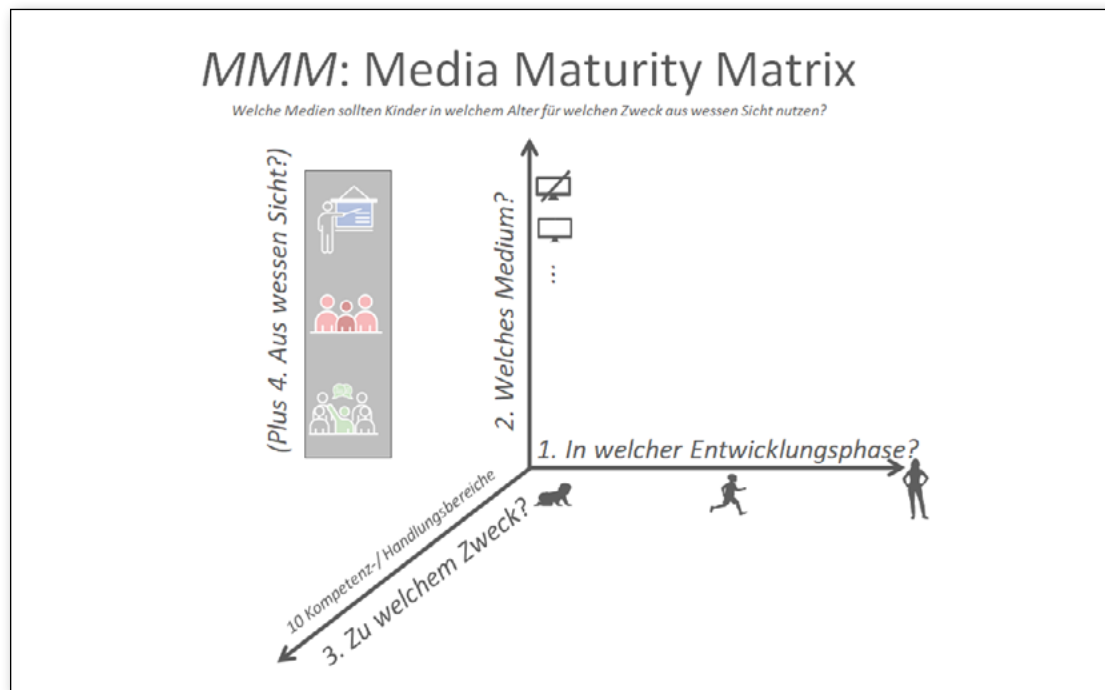 MMM: Media Maturity Matrix
Welche Medien sollten Kinder in welchem Alter für welchen Zweck aus wessen Sicht nutzen?
(Plus 4. Aus wessen Sicht?)
2. Welches Medium?
...
1. In welcher Entwicklungsphase?
10 Kompetenz-/ Handlungsbereiche
3. Zu welchem Zweck?